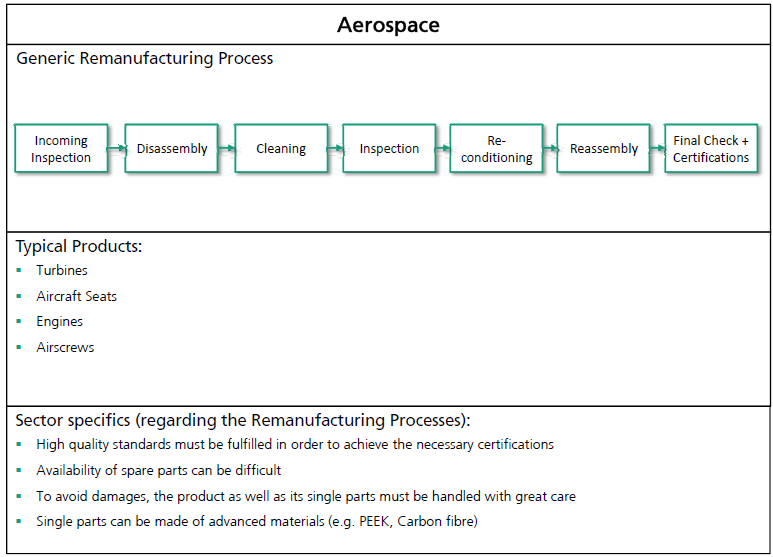 Aerospace
Generic Remanufacturing Process
Incoming
Inspection
Disassembly
Cleaning
Inspection
Re-
conditioning
Reassembly
Final Check +
Certifications
Typical Products:
Turbines
Aircraft Seats
Engines
Airscrews
Sector specifics (regarding the Remanufacturing Processes):
High quality standards must be fulfilled in order to achieve the necessary certifications
Availability of spare parts can be difficult
To avoid damages, the product as well as its single parts must be handled with great care
Single parts can be made of advanced materials (e.g. PEEK, Carbon fibre)